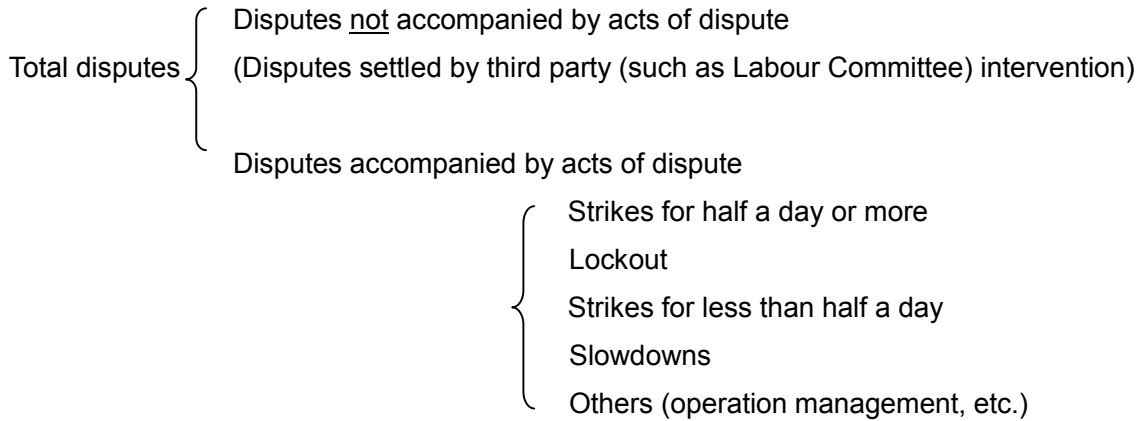 Disputes not accompanied by acts of dispute
Total disputes (Disputes settled by third party (such as Labour Committee) intervention)
Disputes accompanied by acts of dispute
Strikes for half a day or more
Lockout
Strikes for less than half a day
Slowdowns
Others (operation management, etc.)